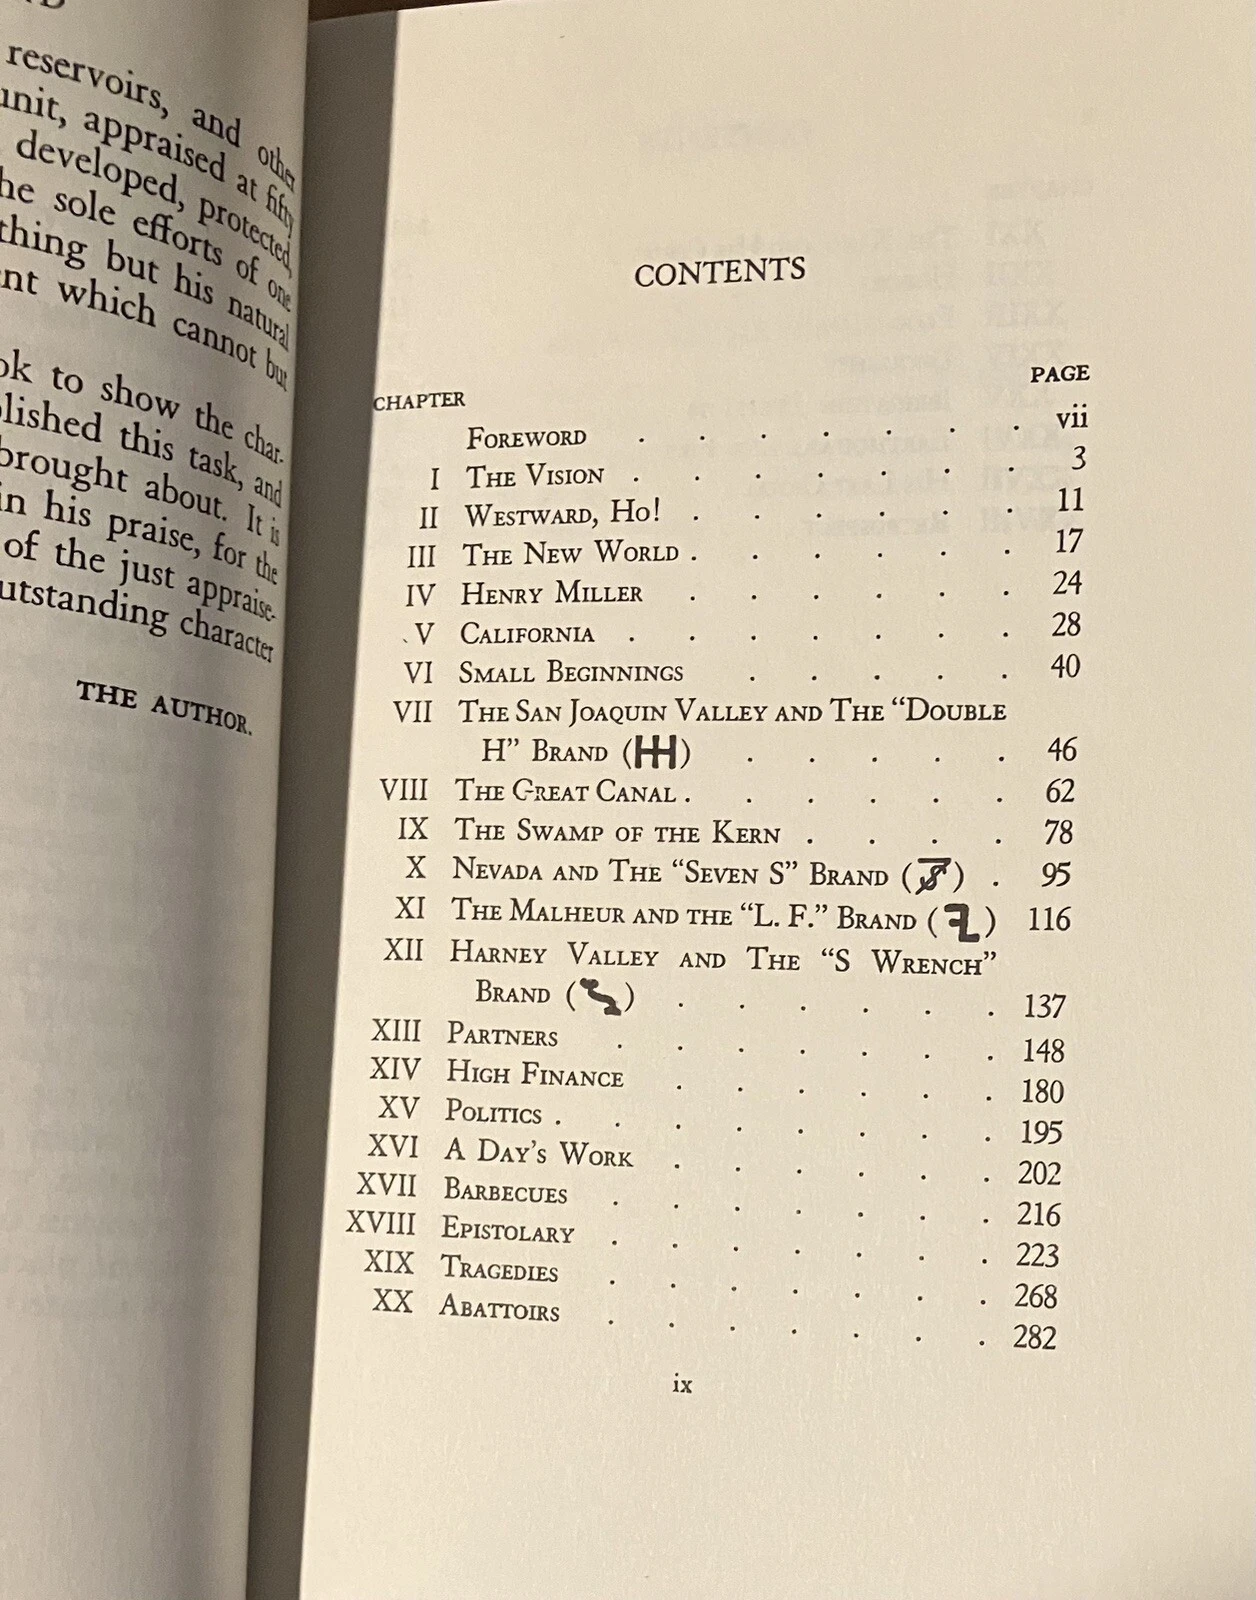 reservoirs, and other
unit, appraised at fifty
developed, protected,
he sole efforts of one
thing but his natural
nt which cannot but
ok to show the char-
lished this task, and
brought about. It is
in his praise, for the
of the just appraise-
utstanding character
THE AUTHOR.
CONTENTS
CHAPTER PAGE
FOREWORD . . . . . . . vii
I THE VISION . . . . . . . 3
II WESTWARD, HO! . . . . . . 11
III THE NEW WORLD . . . . . . 17
IV HENRY MILLER . . . . . . 24
V CALIFORNIA . . . . . . . 28
VI SMALL BEGINNINGS . . . . . 40
VII THE SAN JOAQUIN VALLEY AND THE "DOUBLE
H" BRAND (HH) . . . . . 46
VIII THE GREAT CANAL . . . . . . 62
IX THE SWAMP OF THE KERN . . . . 78
X NEVADA AND THE "SEVEN S" BRAND ( ) . 95
XI THE MALHEUR AND THE "L. F." BRAND ( ) 116
XII HARNEY VALLEY AND THE "S WRENCH"
BRAND ( ) . . . . . . 137
XIII PARTNERS . . . . . . . 148
XIV HIGH FINANCE . . . . . . 180
XV POLITICS . . . . . . . . 195
XVI A DAY'S WORK . . . . . . 202
XVII BARBECUES . . . . . . . 216
XVIII EPISTOLARY . . . . . . . 223
XIX TRAGEDIES . . . . . . . 268
XX ABATTOIRS . . . . . . . 282
ix